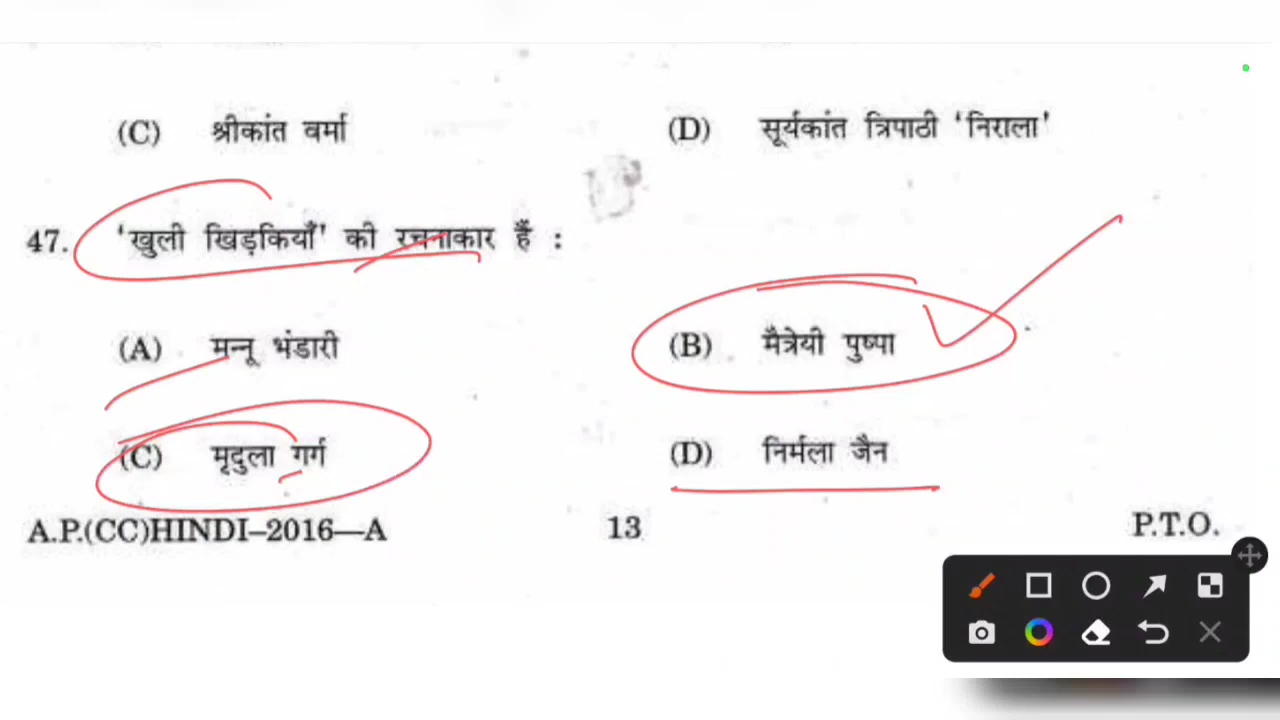 (C) श्रीकांत वर्मा
(D) सूर्यकांत त्रिपाठी ‘निराला’
47. ‘खुली खिड़कियाँ’ की रचनाकार हैं :
(A) मन्नू भंडारी
(B) मैत्रेयी पुष्पा
(C) मृदुला गर्ग
(D) निर्मला जैन
A.P.(CC)HINDI–2016—A
13
P.T.O.